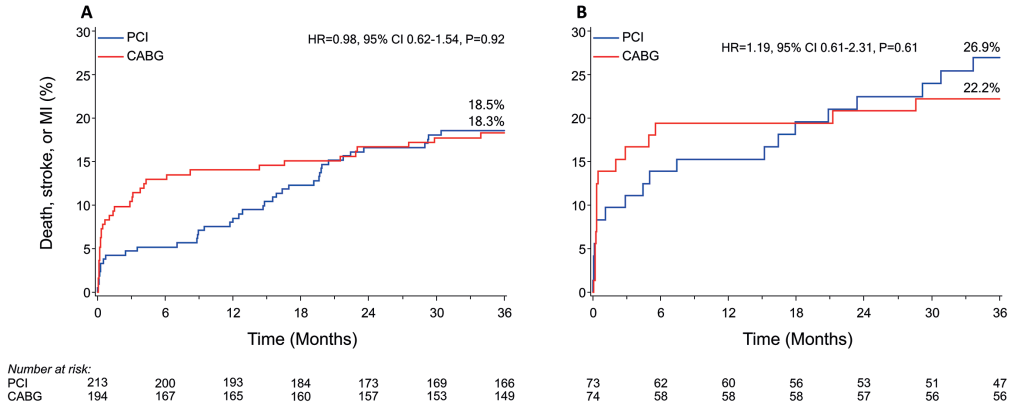 A
30
25
20
15
10
5
0
Death, stroke, or MI (%)
PCI
CABG
HR=0.98, 95% CI 0.62-1.54, P=0.92
18.5%
18.3%
0 6 12 18 24 30 36
Time (Months)
B
30
25
20
15
10
5
0
PCI
CABG
HR=1.19, 95% CI 0.61-2.31, P=0.61
26.9%
22.2%
0 6 12 18 24 30 36
Time (Months)
Number at risk:
PCI 213 200 193 184 173 169 166 73 62 60 56 53 51 47
CABG 194 167 165 160 157 153 149 74 58 58 58 57 56 56